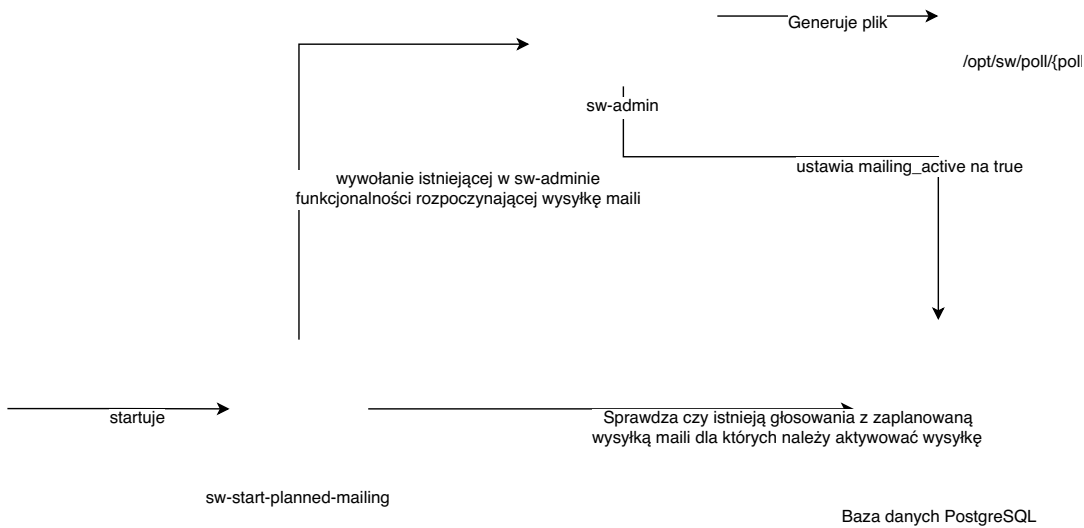 Generuje plik
/opt/sw/poll/{poll
sw-admin
ustawia mailing_active na true
wywołanie istniejącej w sw-adminie
funkcjonalności rozpoczynającej wysyłkę maili
startuje
Sprawdza czy istnieją głosowania z zaplanowaną
wysyłką maili dla których należy aktywować wysyłkę
sw-start-planned-mailing
Baza danych PostgreSQL